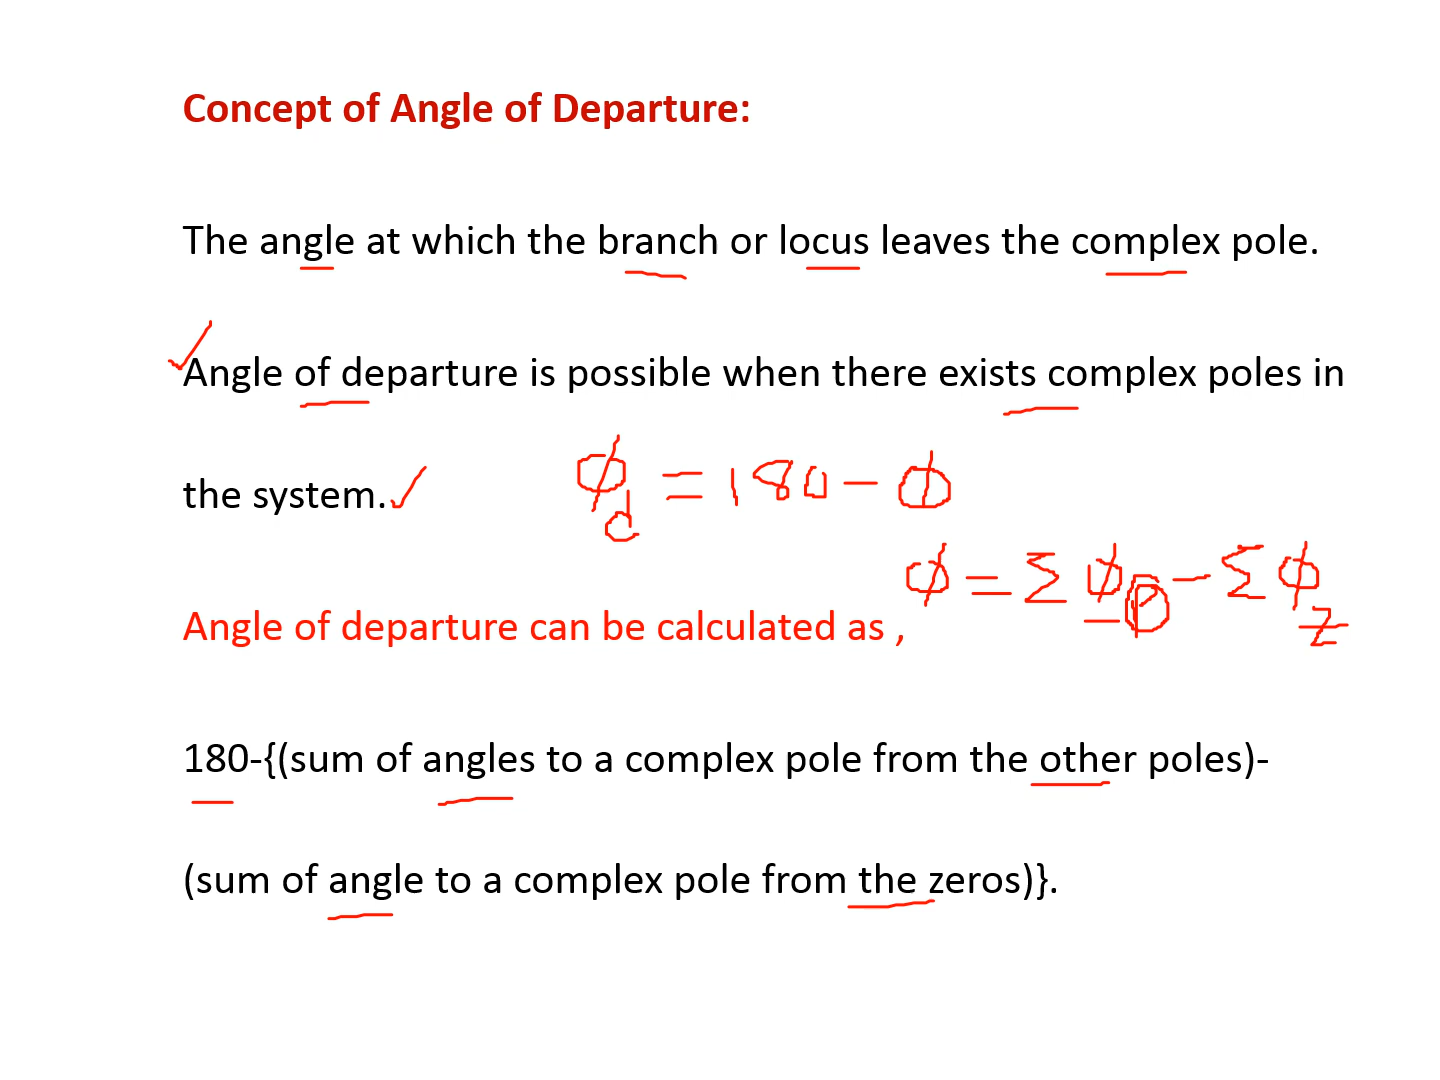 Concept of Angle of Departure:
The angle at which the branch or locus leaves the complex pole.
Angle of departure is possible when there exists complex poles in
the system.
ϕd = 180 - ϕ
ϕ = Σ ϕP - Σ ϕz
Angle of departure can be calculated as ,
180-{(sum of angles to a complex pole from the other poles)-
(sum of angle to a complex pole from the zeros)}.